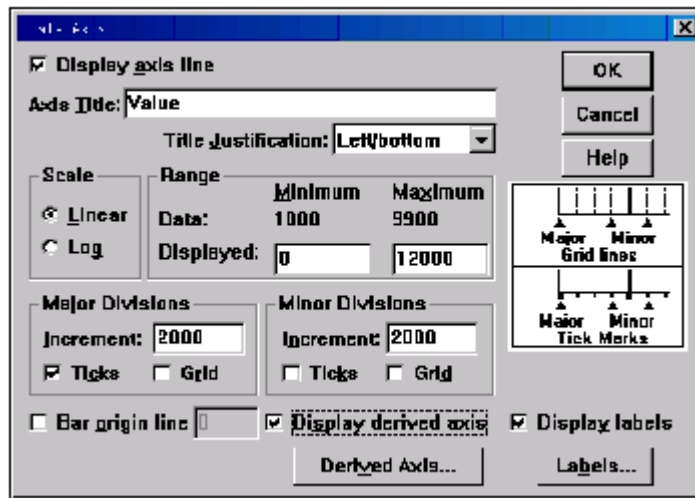 Display axis line
OK
Axis Title: Value
Cancel
Title Justification: Left/bottom
Help
Scale
Range
Minimum Maximum
Linear
Data: 1000 9900
Log
Displayed: 0 12000
Major Minor
Grid lines
Major Divisions
Minor Divisions
Increment: 2000
Increment: 2000
Major Minor
Tick Marks
Ticks Grid
Ticks Grid
Bar origin line 0
Display derived axis
Display labels
Derived Axis...
Labels...